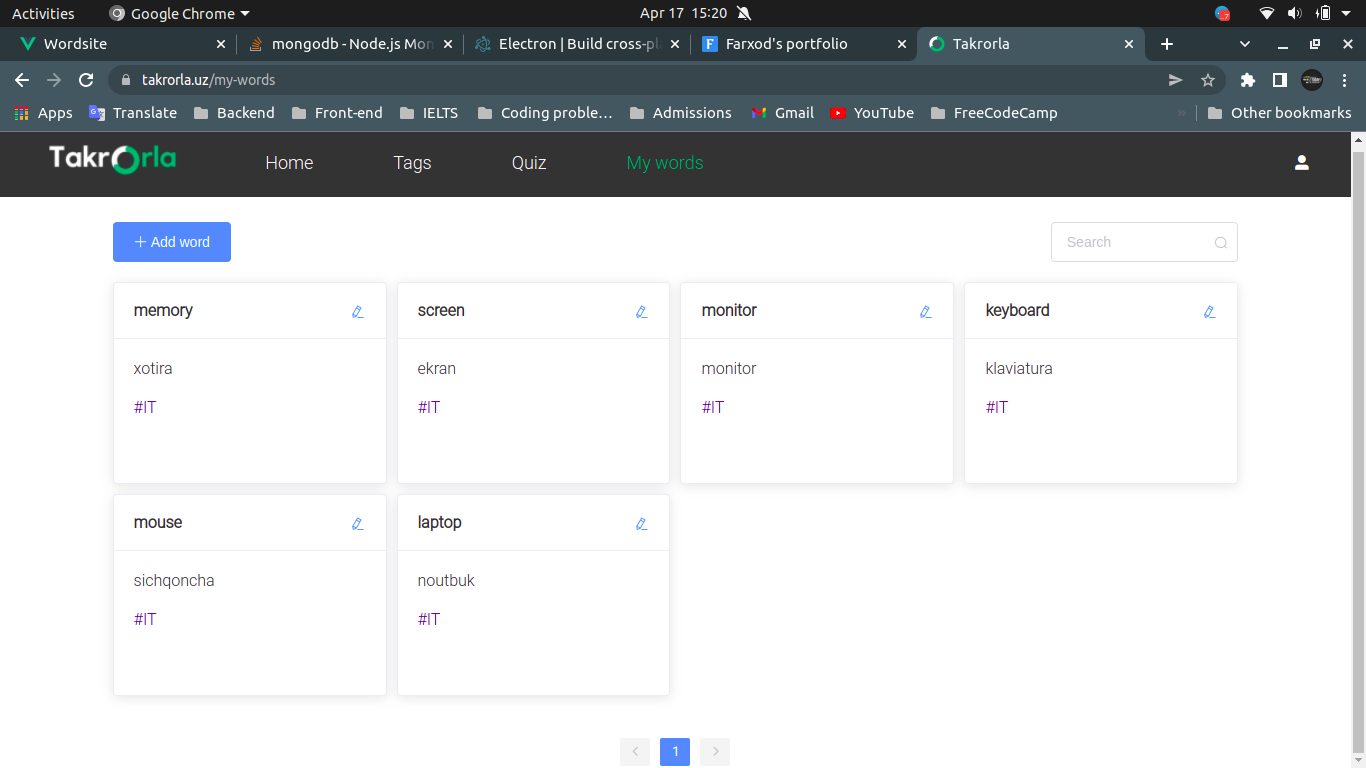 Activities Google Chrome Apr 17 15:20
Wordsite mongodb - Node.js Mon Electron | Build cross-pl Farxod's portfolio Takrorla
takrorla.uz/my-words
Apps Translate Backend Front-end IELTS Coding proble... Admissions Gmail YouTube FreeCodeCamp » Other bookmarks
TakrOrla Home Tags Quiz My words
+ Add word Search
memory screen monitor keyboard
xotira ekran monitor klaviatura
#IT #IT #IT #IT
mouse laptop
sichqoncha noutbuk
#IT #IT
< 1 >